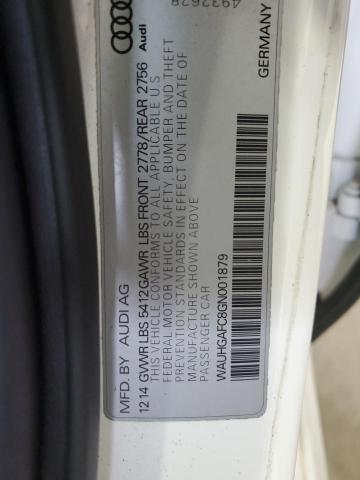 MFD. BY AUDI AG
12 14 GVWR LBS 5412 GAWR LBS FRONT 2778/REAR 2756
THIS VEHICLE CONFORMS TO ALL APPLICABLE U S
FEDERAL MOTOR VEHICLE SAFETY, BUMPER AND THEFT
PREVENTION STANDARDS IN EFFECT ON THE DATE OF
MANUFACTURE SHOWN ABOVE
PASSENGER CAR
WAUHGAFC8GN001879
Audi
GERMANY